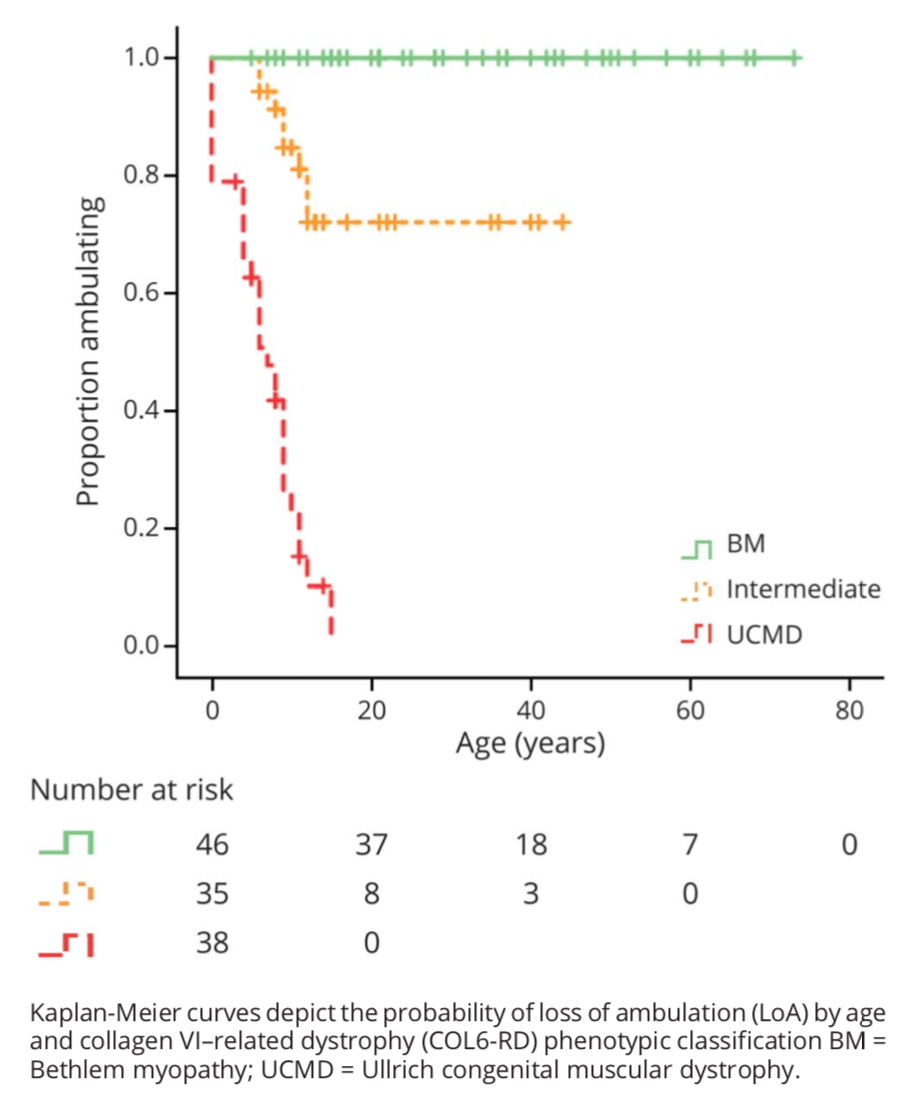 1.0
0.8
0.6
0.4
0.2
0.0
Proportion ambulating
BM
Intermediate
UCMD
0 20 40 60 80
Age (years)
Number at risk
46 37 18 7 0
35 8 3 0
38 0
Kaplan-Meier curves depict the probability of loss of ambulation (LoA) by age
and collagen VI–related dystrophy (COL6-RD) phenotypic classification BM =
Bethlem myopathy; UCMD = Ullrich congenital muscular dystrophy.